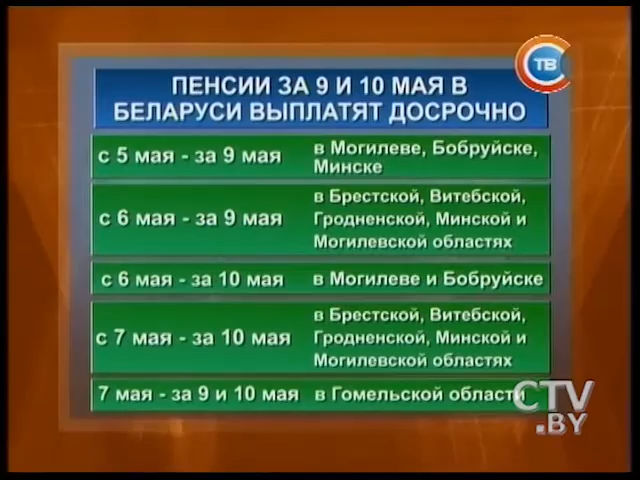 СТВ
ПЕНСИИ ЗА 9 И 10 МАЯ В
БЕЛАРУСИ ВЫПЛАТЯТ ДОСРОЧНО
с 5 мая - за 9 мая
в Могилеве, Бобруйске,
Минске
с 6 мая - за 9 мая
в Брестской, Витебской,
Гродненской, Минской и
Могилевской областях
с 6 мая - за 10 мая
в Могилеве и Бобруйске
с 7 мая - за 10 мая
в Брестской, Витебской,
Гродненской, Минской и
Могилевской областях
7 мая - за 9 и 10 мая
в Гомельской области
CTV
.BY